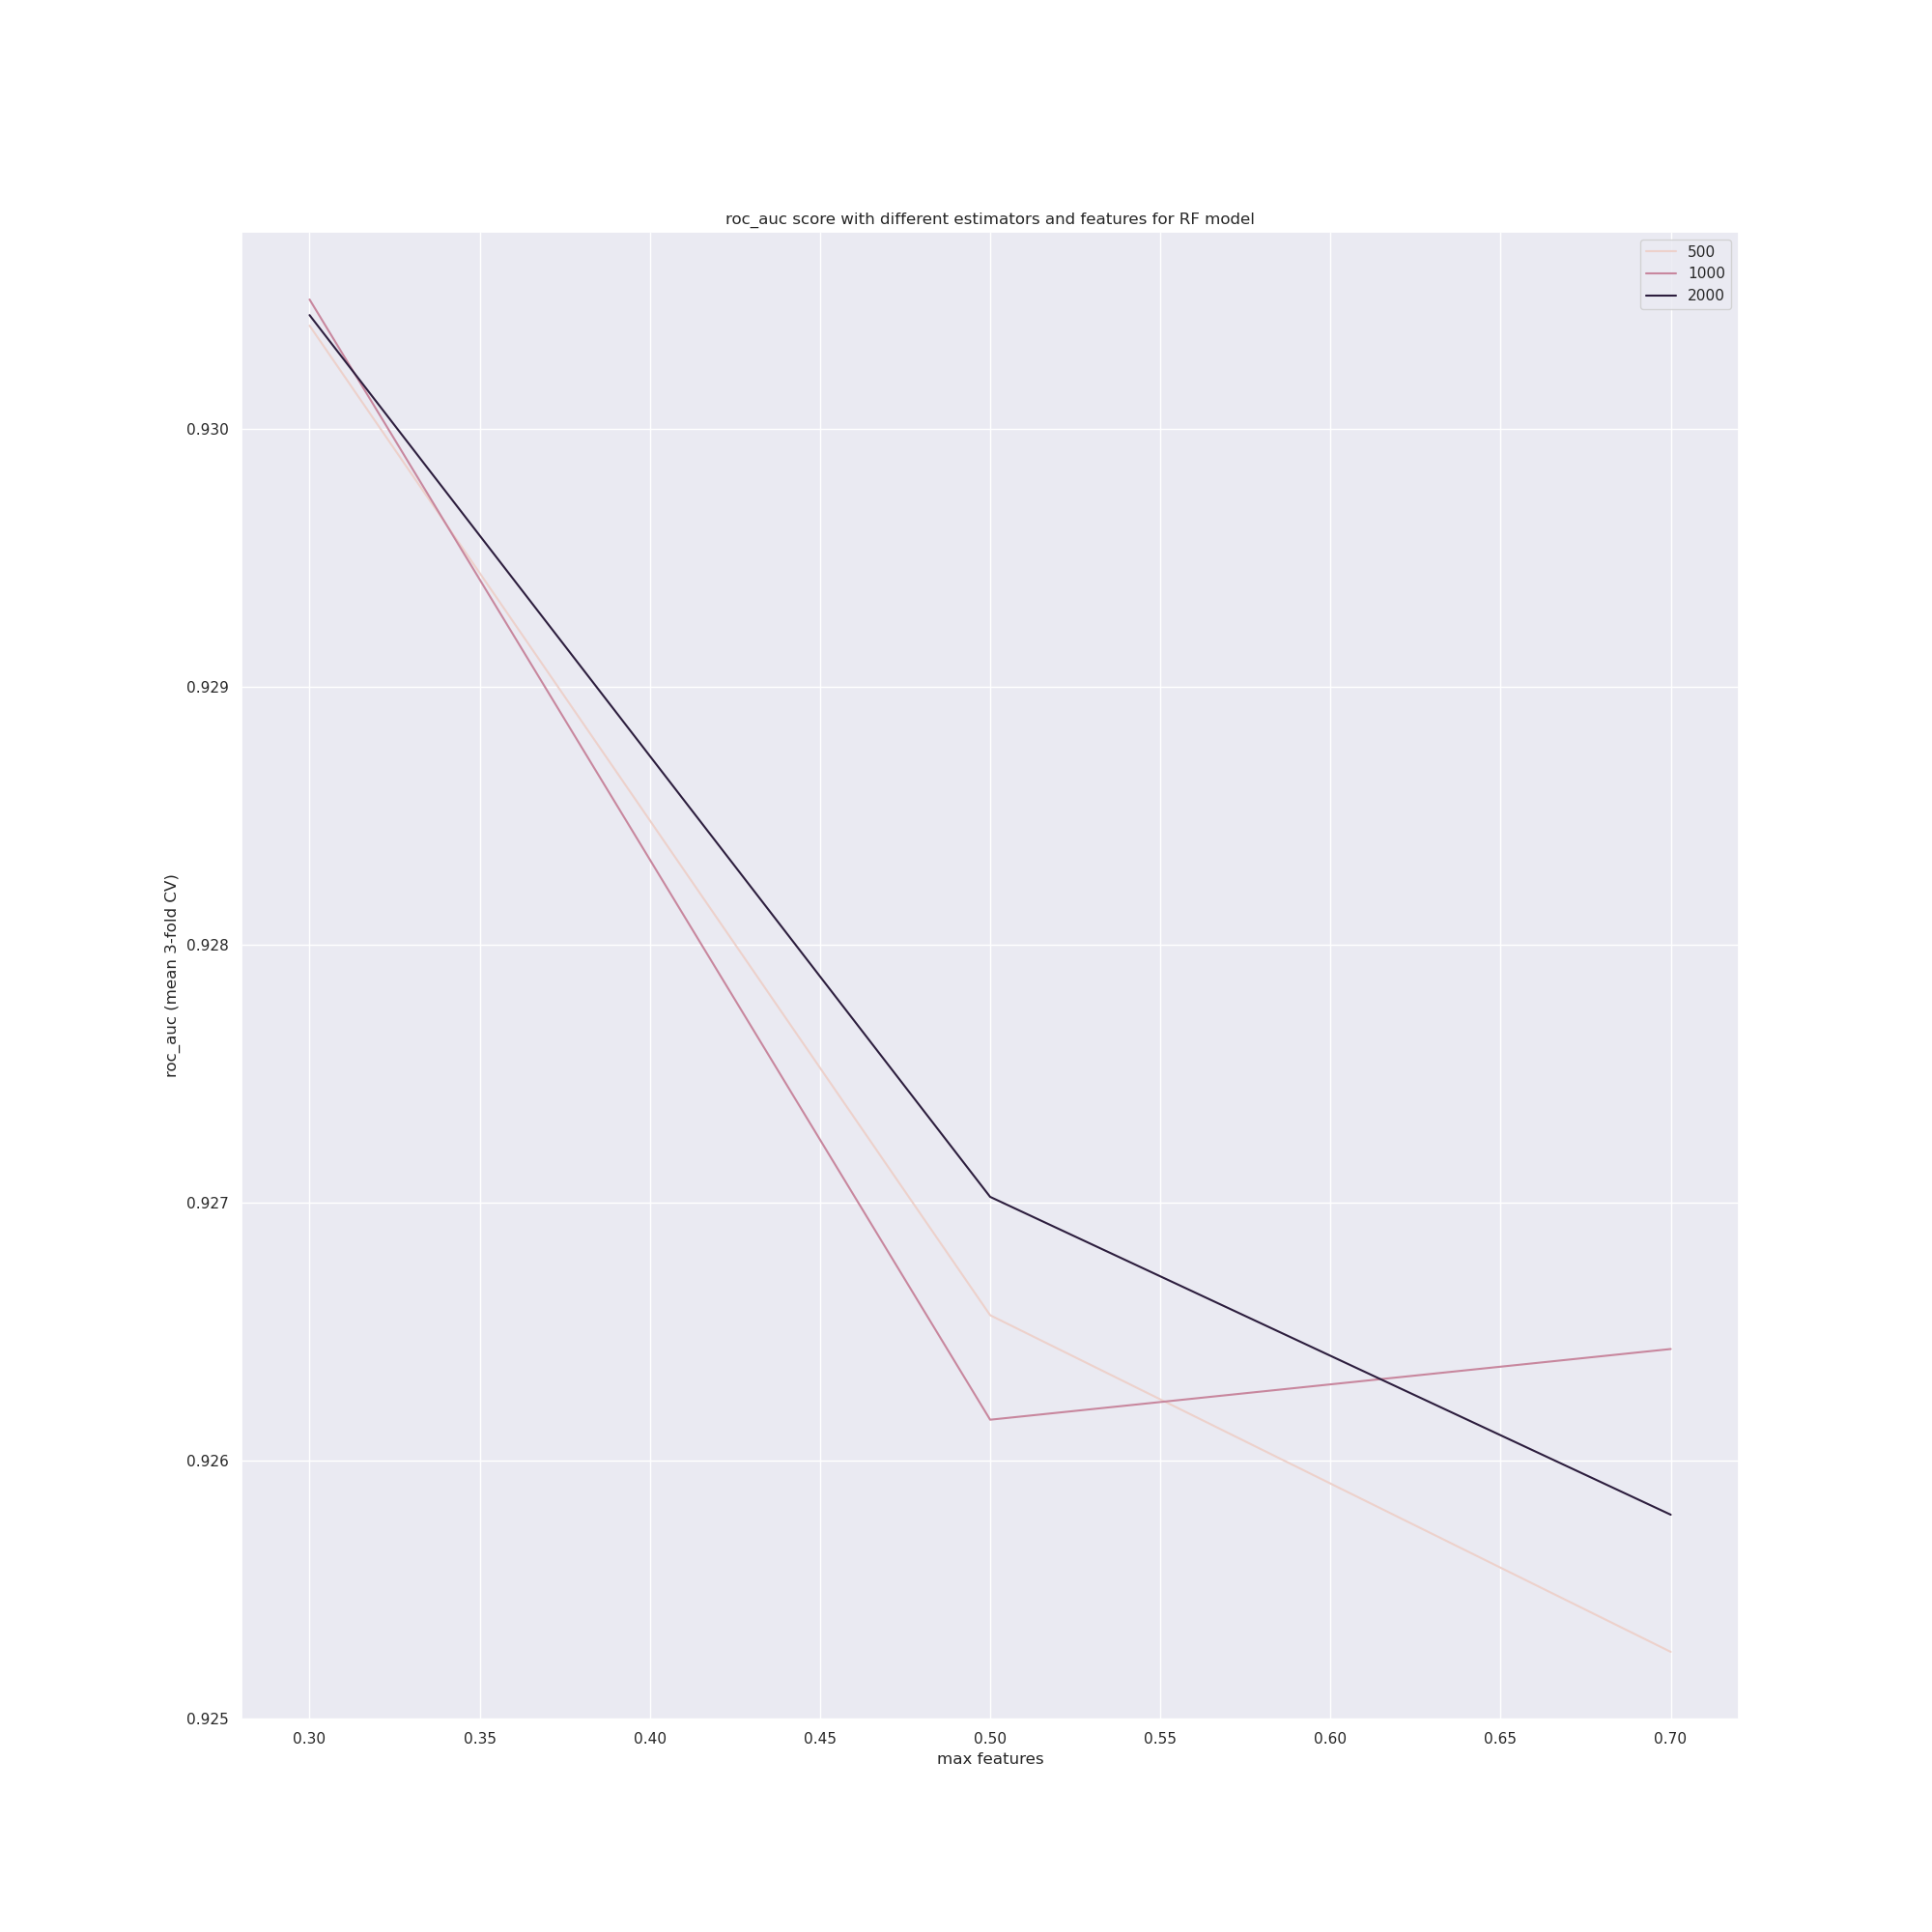 roc_auc score with different estimators and features for RF model
500
1000
2000
0.930
0.929
0.928
0.927
0.926
0.925
roc_auc (mean 3-fold CV)
0.30 0.35 0.40 0.45 0.50 0.55 0.60 0.65 0.70
max features